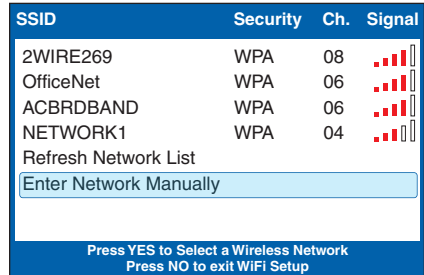 SSID Security Ch. Signal
2WIRE269 WPA 08
OfficeNet WPA 06
ACBRDBAND WPA 06
NETWORK1 WPA 04
Refresh Network List
Enter Network Manually
Press YES to Select a Wireless Network
Press NO to exit WiFi Setup